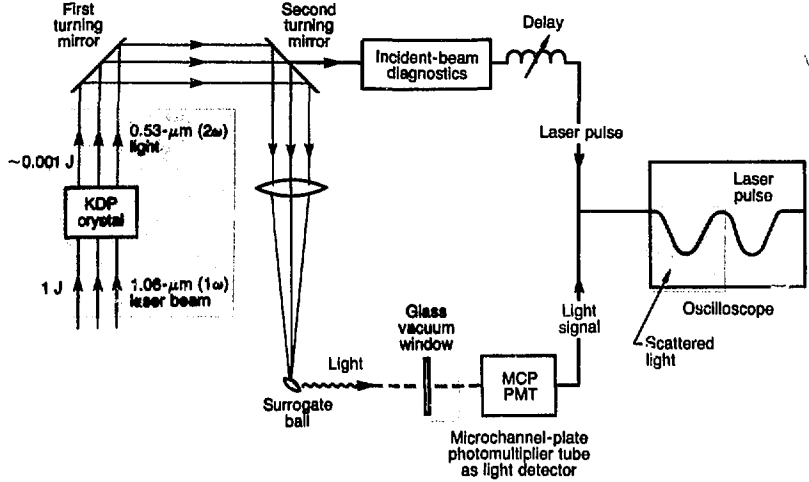 First
turning
mirror
Second
turning
mirror
Delay
Incident-beam
diagnostics
0.53-μm (2ω)
light
~0.001 J
Laser pulse
KDP
crystal
Laser
pulse
1 J
1.06-μm (1ω)
laser beam
Glass
vacuum
window
Light
signal
Oscilloscope
Scattered
light
Light
MCP
PMT
Surrogate
ball
Microchannel-plate
photomultiplier tube
as light detector